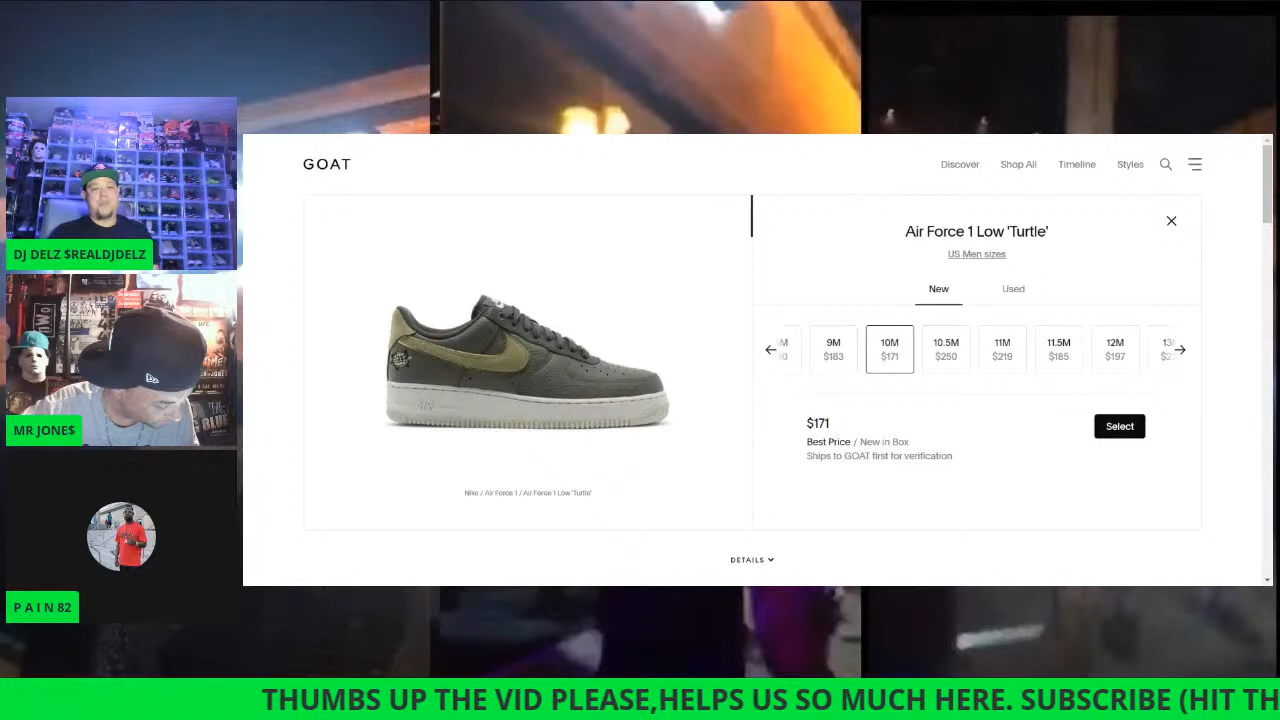 DJ DELZ $REALDJDELZ
MR JONE$
P A I N 82
GOAT
Discover
Shop All
Timeline
Styles
Air Force 1 Low 'Turtle'
US Men sizes
New
Used
9M
$183
10M
$171
10.5M
$250
11M
$219
11.5M
$185
12M
$197
$171
Select
Best Price / New in Box
Ships to GOAT first for verification
Nike / Air Force 1 / Air Force 1 Low 'Turtle'
DETAILS
THUMBS UP THE VID PLEASE,HELPS US SO MUCH HERE. SUBSCRIBE (HIT TH